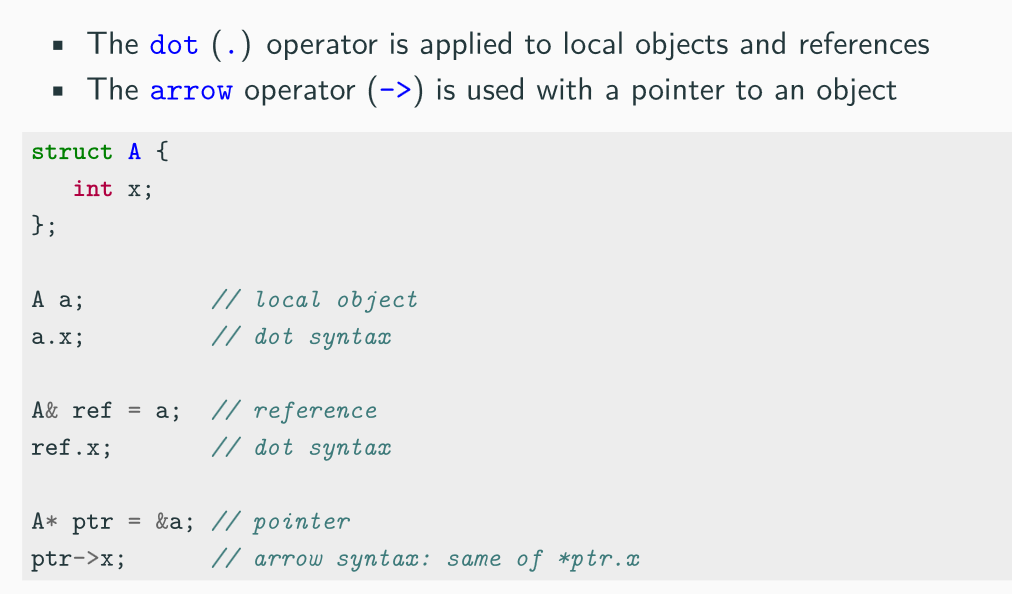 ▪ The dot (.) operator is applied to local objects and references
▪ The arrow operator (->) is used with a pointer to an object
struct A {
   int x;
};
A a;         // local object
a.x;         // dot syntax
A& ref = a;  // reference
ref.x;       // dot syntax
A* ptr = &a; // pointer
ptr->x;      // arrow syntax: same of *ptr.x